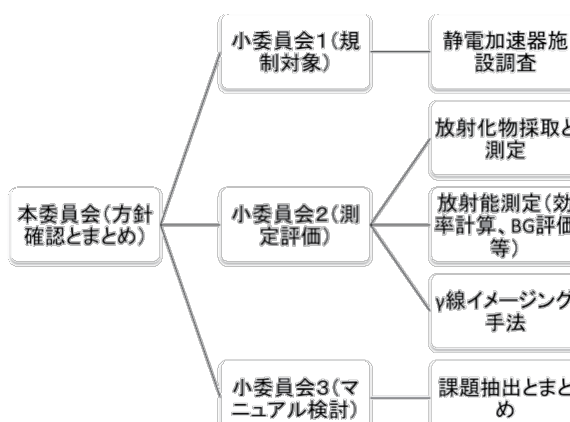 小委員会1(規
制対象)
静電加速器施
設調査
放射化物採取と
測定
本委員会(方針
確認とまとめ)
小委員会2(測
定評価)
放射能測定(効
率計算、BG評価
等)
γ線イメージング
手法
小委員会3(マ
ニュアル検討)
課題抽出とまと
め